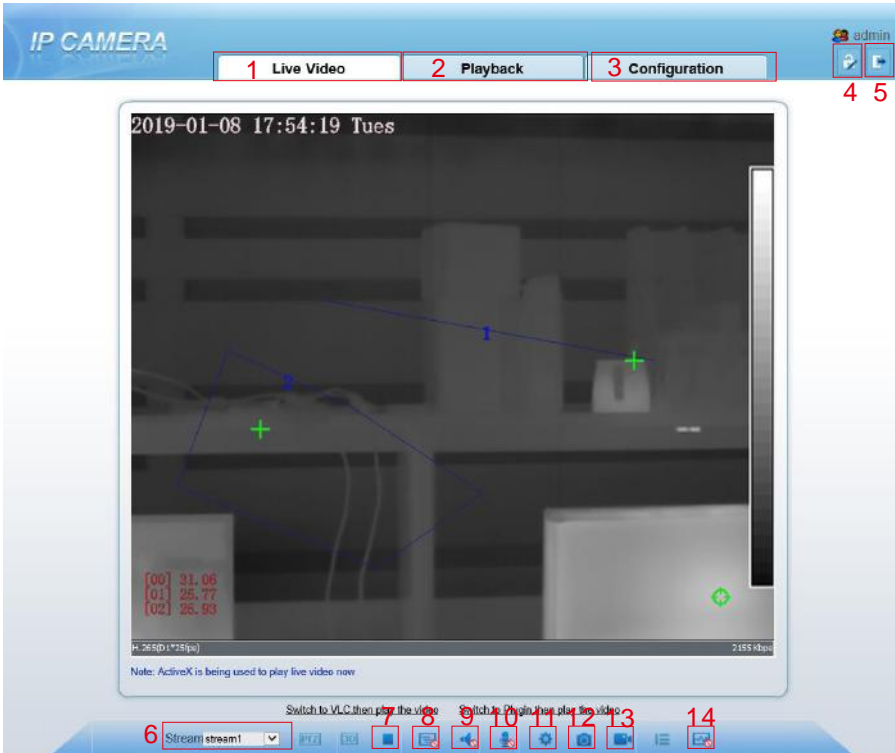 IP CAMERA
admin
1 Live Video 2 Playback 3 Configuration
4 5
2019-01-08 17:54:19 Tues
1
2
[00] 31.06
[01] 26.77
[02] 26.93
H.265(D1*25fps) 2155 Kbps
Note: ActiveX is being used to play live video now
Switch to VLC,then play the video Switch to Plugin,then play the video
6 7 8 9 10 11 12 13 14
Stream stream1 PTZ 3D